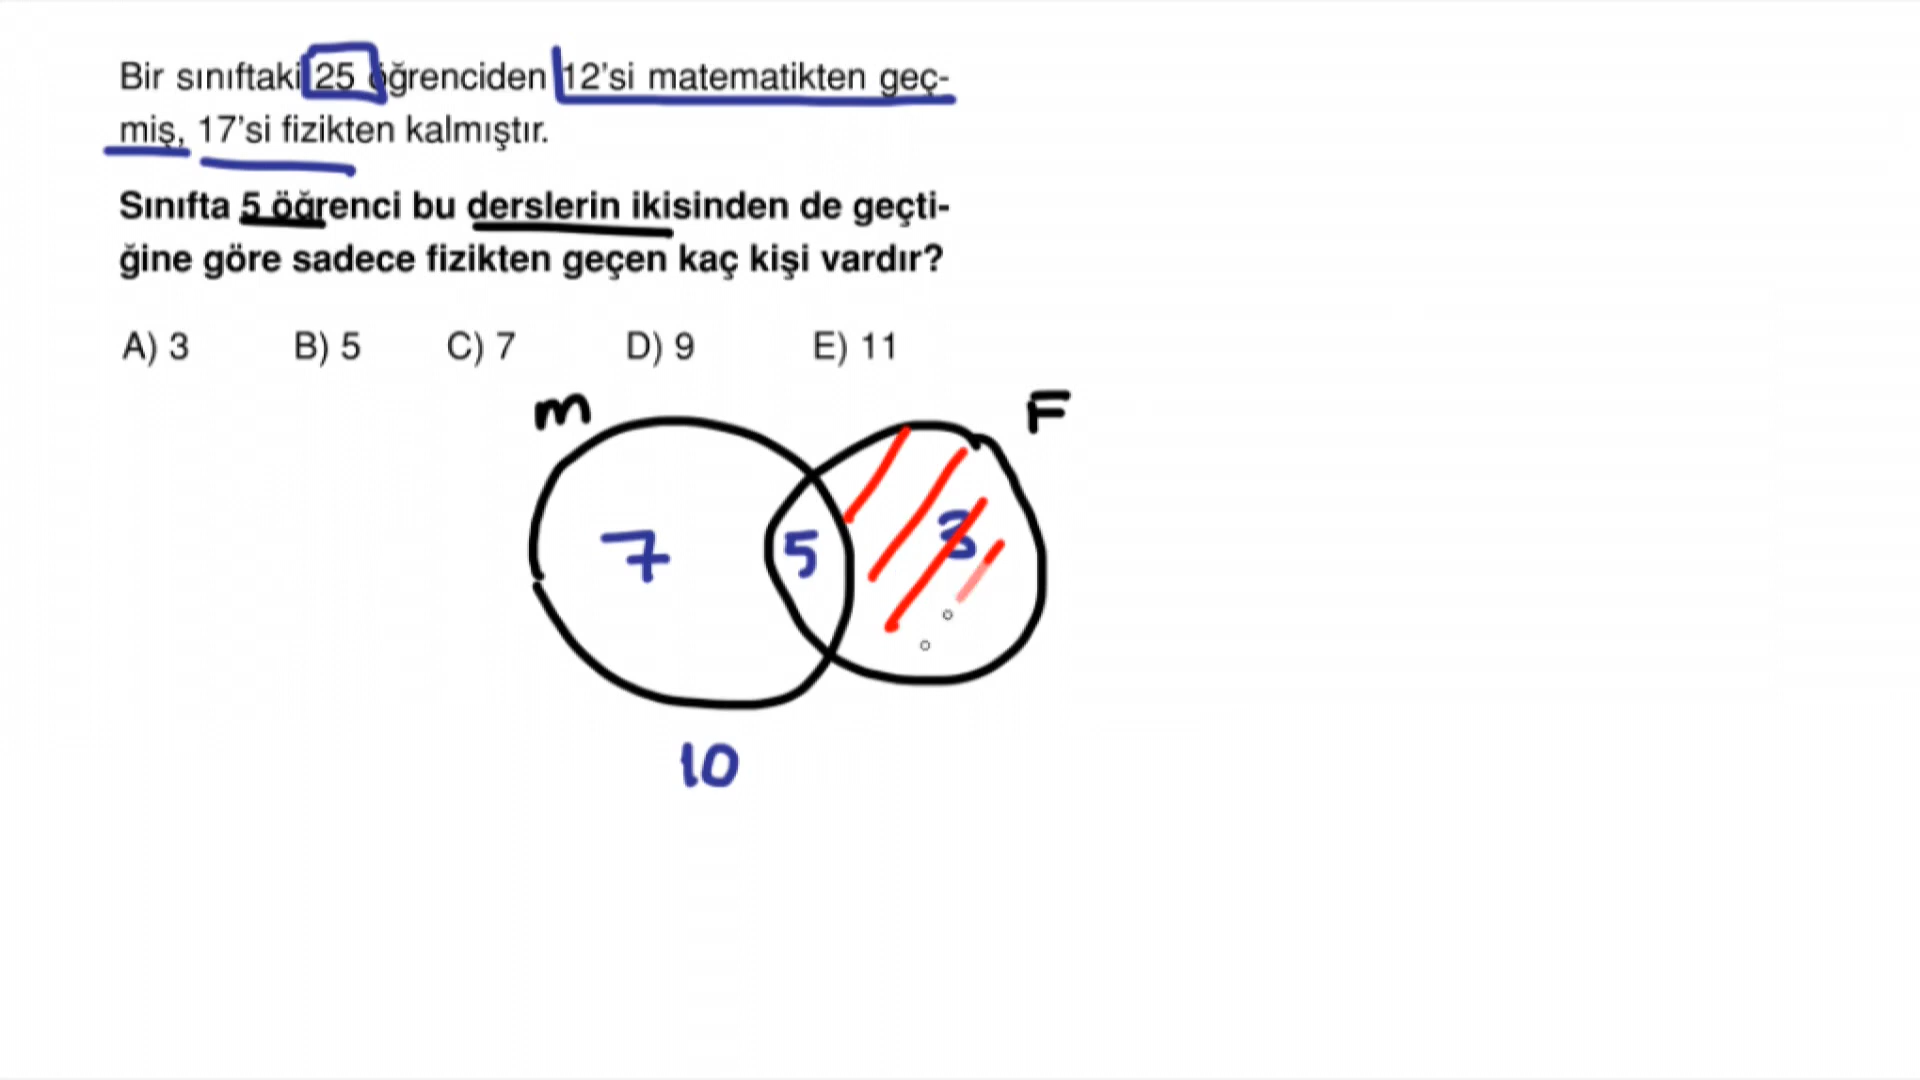 Bir sınıftaki 25 öğrenciden 12'si matematikten geç-
miş, 17'si fizikten kalmıştır.
Sınıfta 5 öğrenci bu derslerin ikisinden de geçti-
ğine göre sadece fizikten geçen kaç kişi vardır?
A) 3 B) 5 C) 7 D) 9 E) 11
m F
7 5 3
10